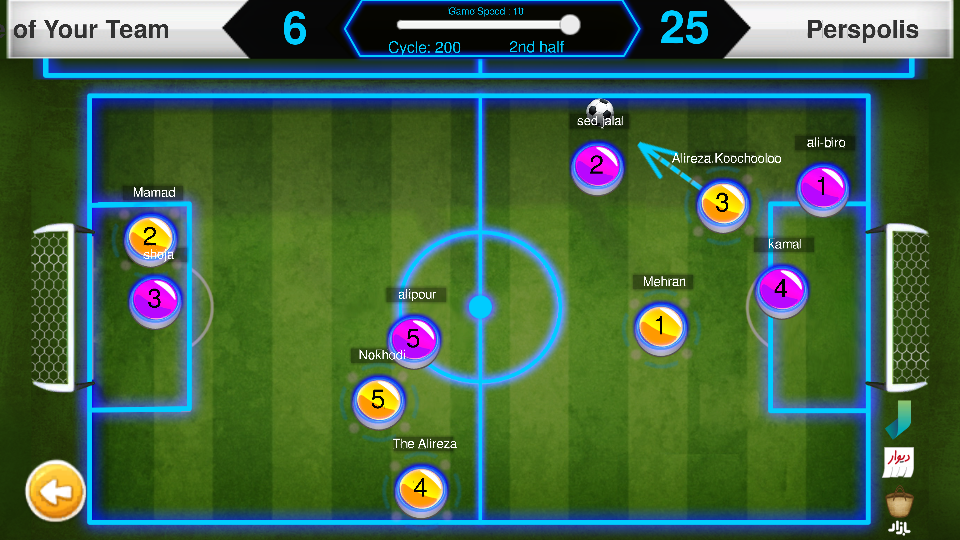 of Your Team
6
Game Speed : 10
Cycle: 200
2nd half
25
Perspolis
sed jalal
2
Alireza.Koochooloo
3
ali-biro
1
Mamad
2
shoja
3
kamal
4
Mehran
1
alipour
5
Nokhodi
5
The Alireza
4
دیوار
بازار